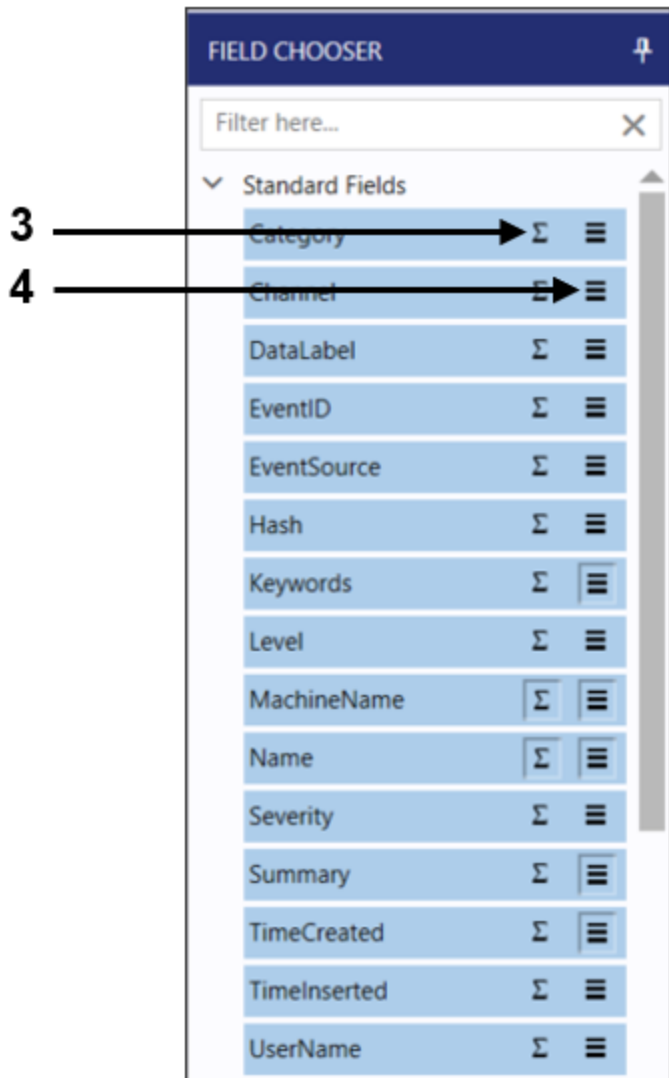 FIELD CHOOSER
Filter here...
Standard Fields
3 Category Σ
4 Channel Σ
DataLabel Σ
EventID Σ
EventSource Σ
Hash Σ
Keywords Σ
Level Σ
MachineName Σ
Name Σ
Severity Σ
Summary Σ
TimeCreated Σ
TimeInserted Σ
UserName Σ